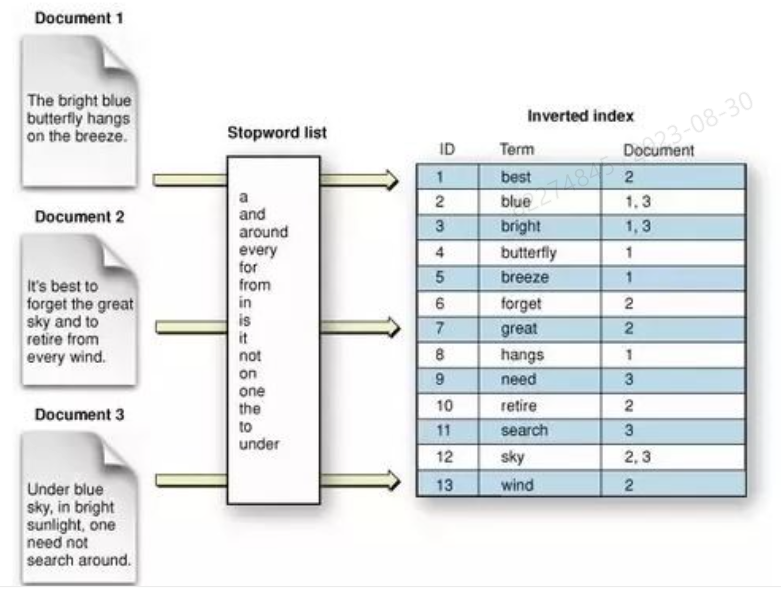 Document 1
The bright blue
butterfly hangs
on the breeze.
Document 2
It's best to
forget the great
sky and to
retire from
every wind.
Document 3
Under blue
sky, in bright
sunlight, one
need not
search around.
Stopword list
a
and
around
every
for
from
in
is
it
not
on
one
the
to
under
Inverted index
ID Term Document
1 best 2
2 blue 1, 3
3 bright 1, 3
4 butterfly 1
5 breeze 1
6 forget 2
7 great 2
8 hangs 1
9 need 3
10 retire 2
11 search 3
12 sky 2, 3
13 wind 2
2023-08-30